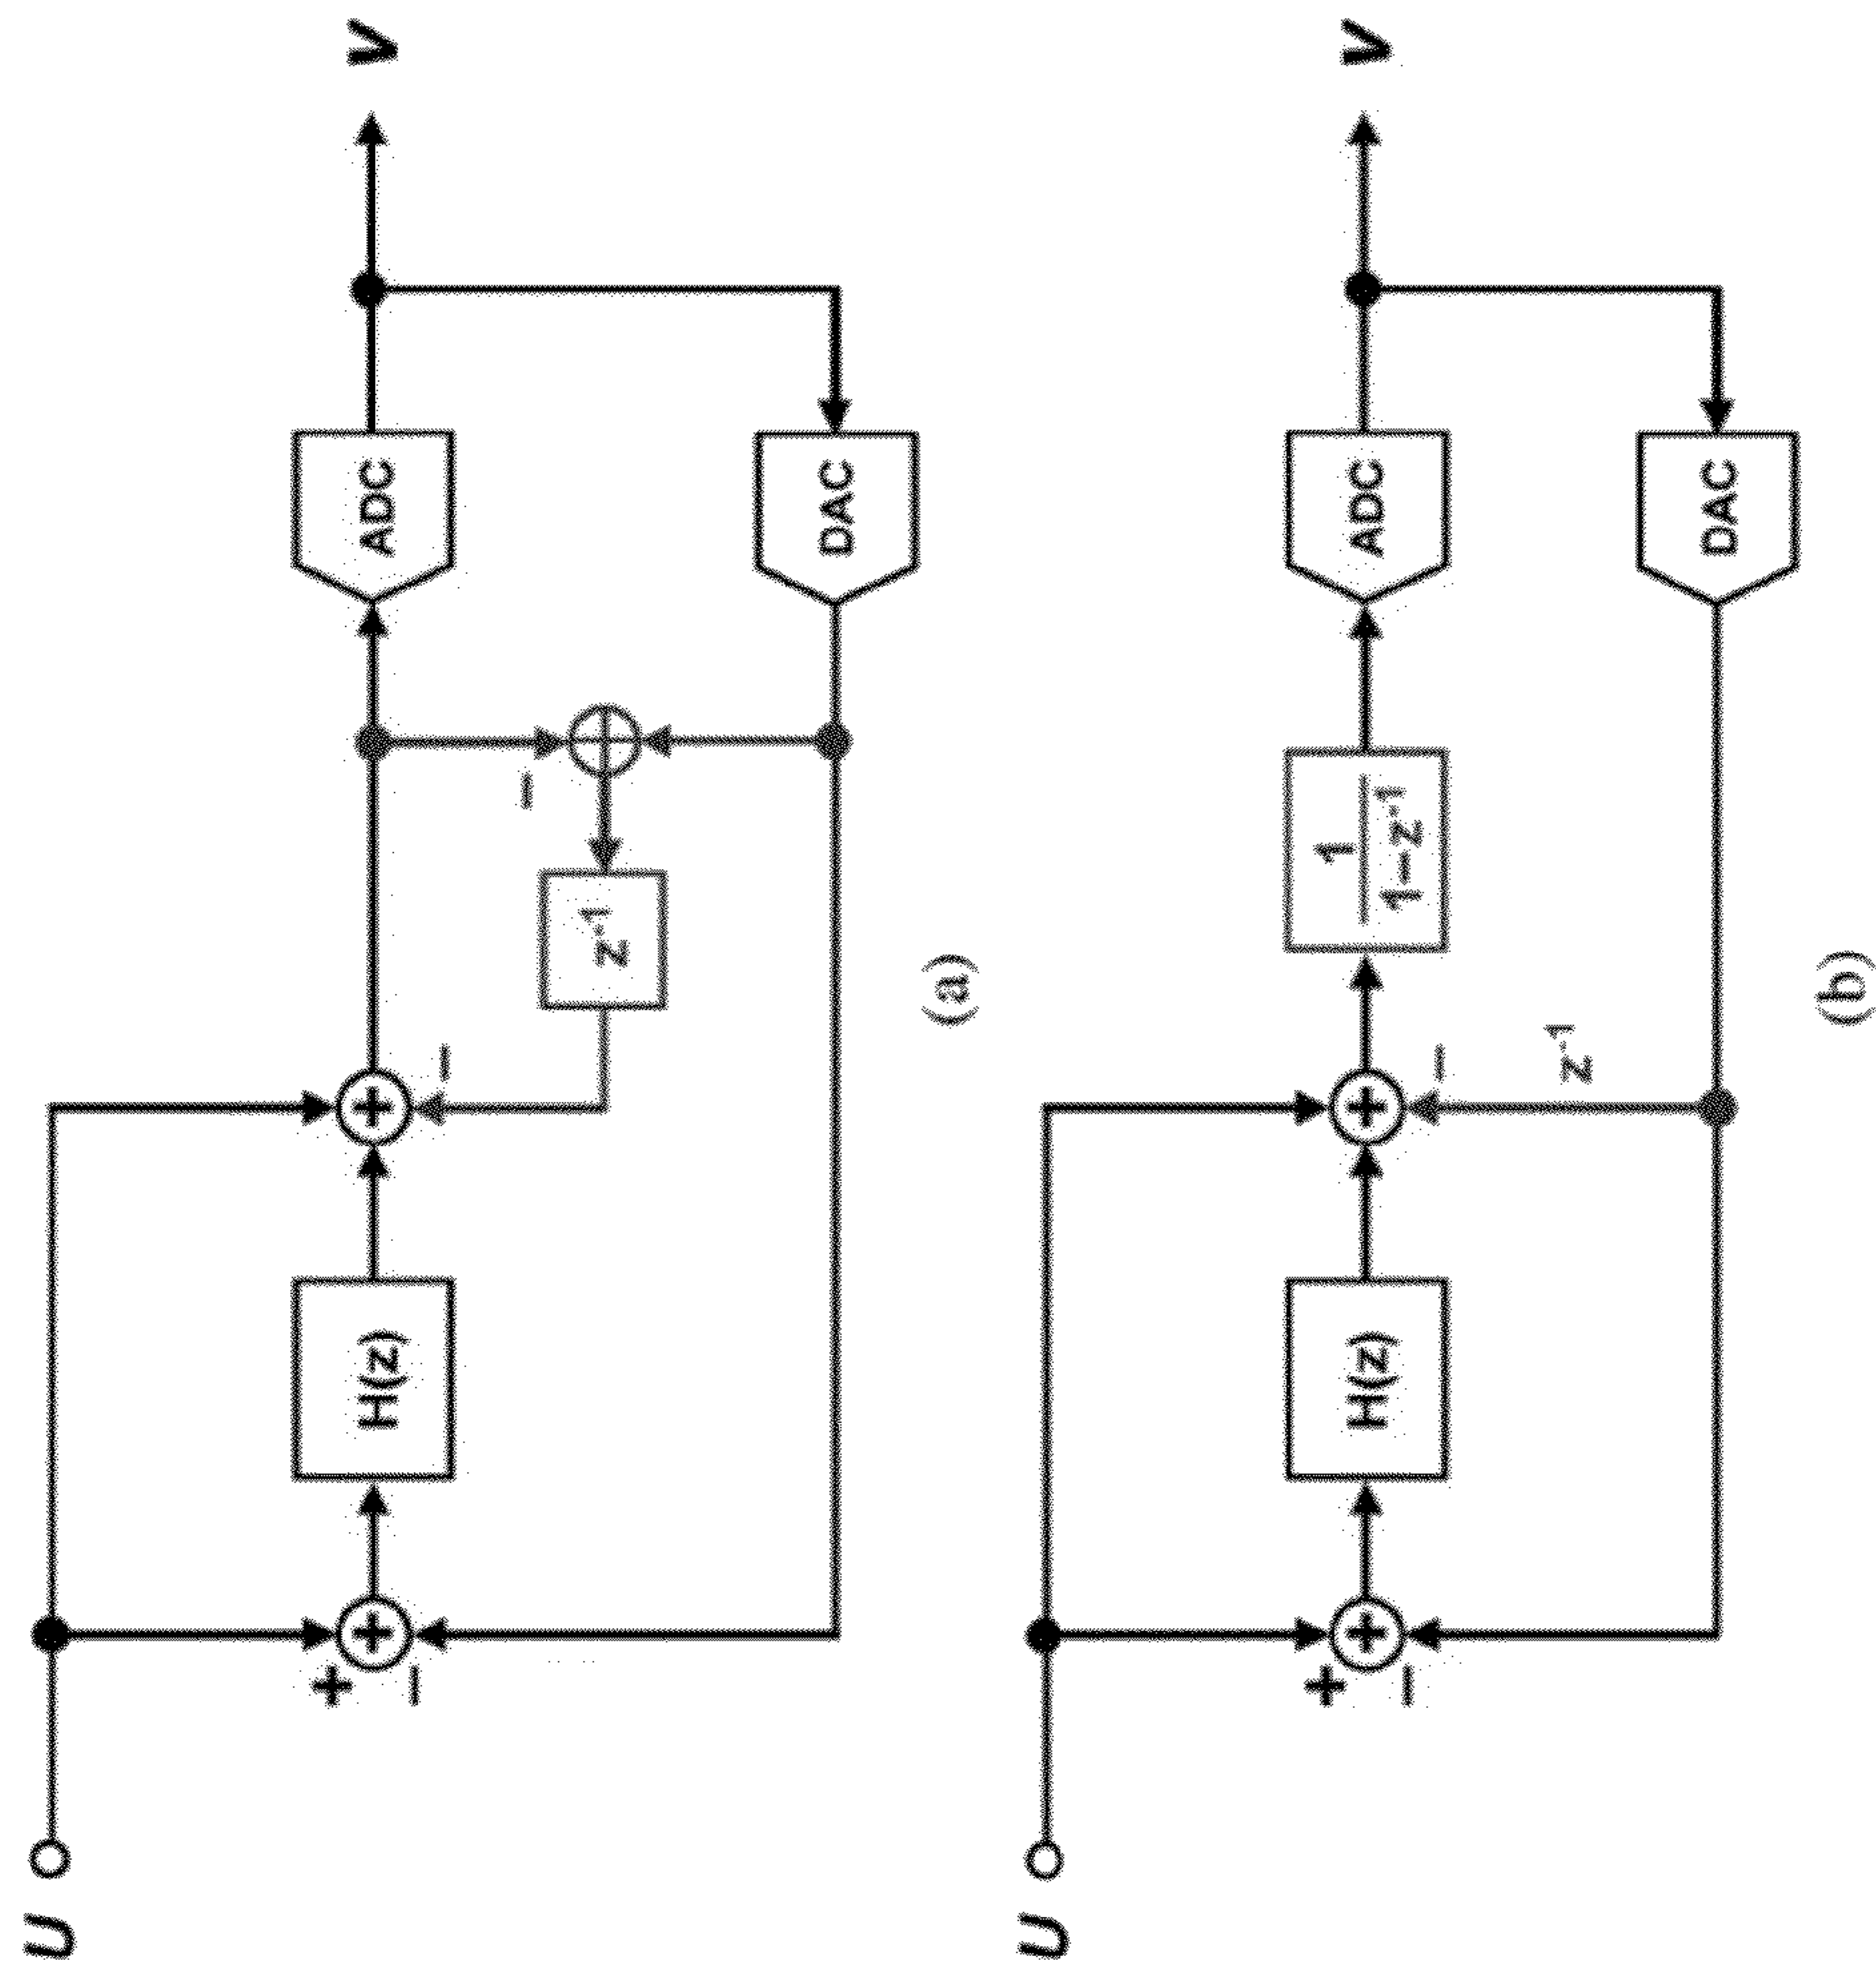 U
+
−
H(z)
+
−
z-1
+
−
ADC
DAC
V
(a)
U
+
−
H(z)
+
−
z-1
1
1−z-1
ADC
DAC
V
(b)